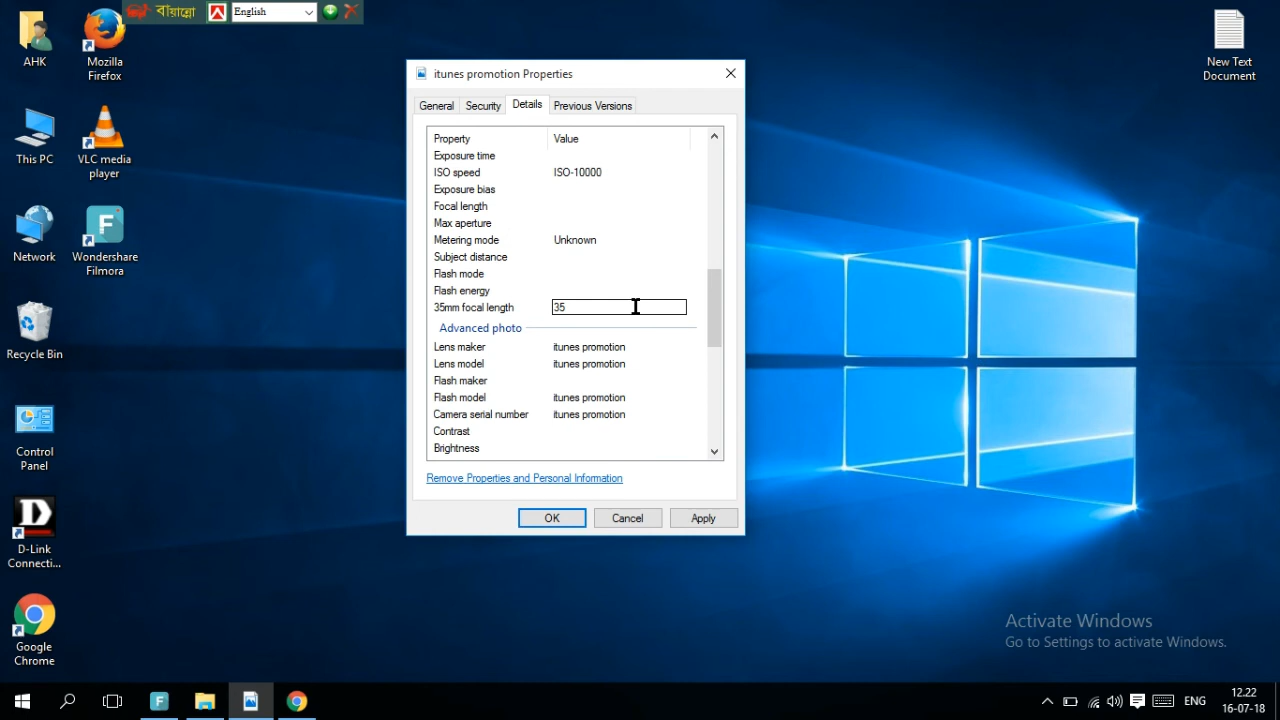 বাঁয়ান্নো
English
AHK
Mozilla
Firefox
This PC
VLC media
player
Network
Wondershare
Filmora
Recycle Bin
Control
Panel
D-Link
Connecti...
Google
Chrome
New Text
Document
itunes promotion Properties
General Security Details Previous Versions
Property Value
Exposure time
ISO speed ISO-10000
Exposure bias
Focal length
Max aperture
Metering mode Unknown
Subject distance
Flash mode
Flash energy
35mm focal length 35
Advanced photo
Lens maker itunes promotion
Lens model itunes promotion
Flash maker
Flash model itunes promotion
Camera serial number itunes promotion
Contrast
Brightness
Remove Properties and Personal Information
OK Cancel Apply
Activate Windows
Go to Settings to activate Windows.
ENG
12.22
16-07-18